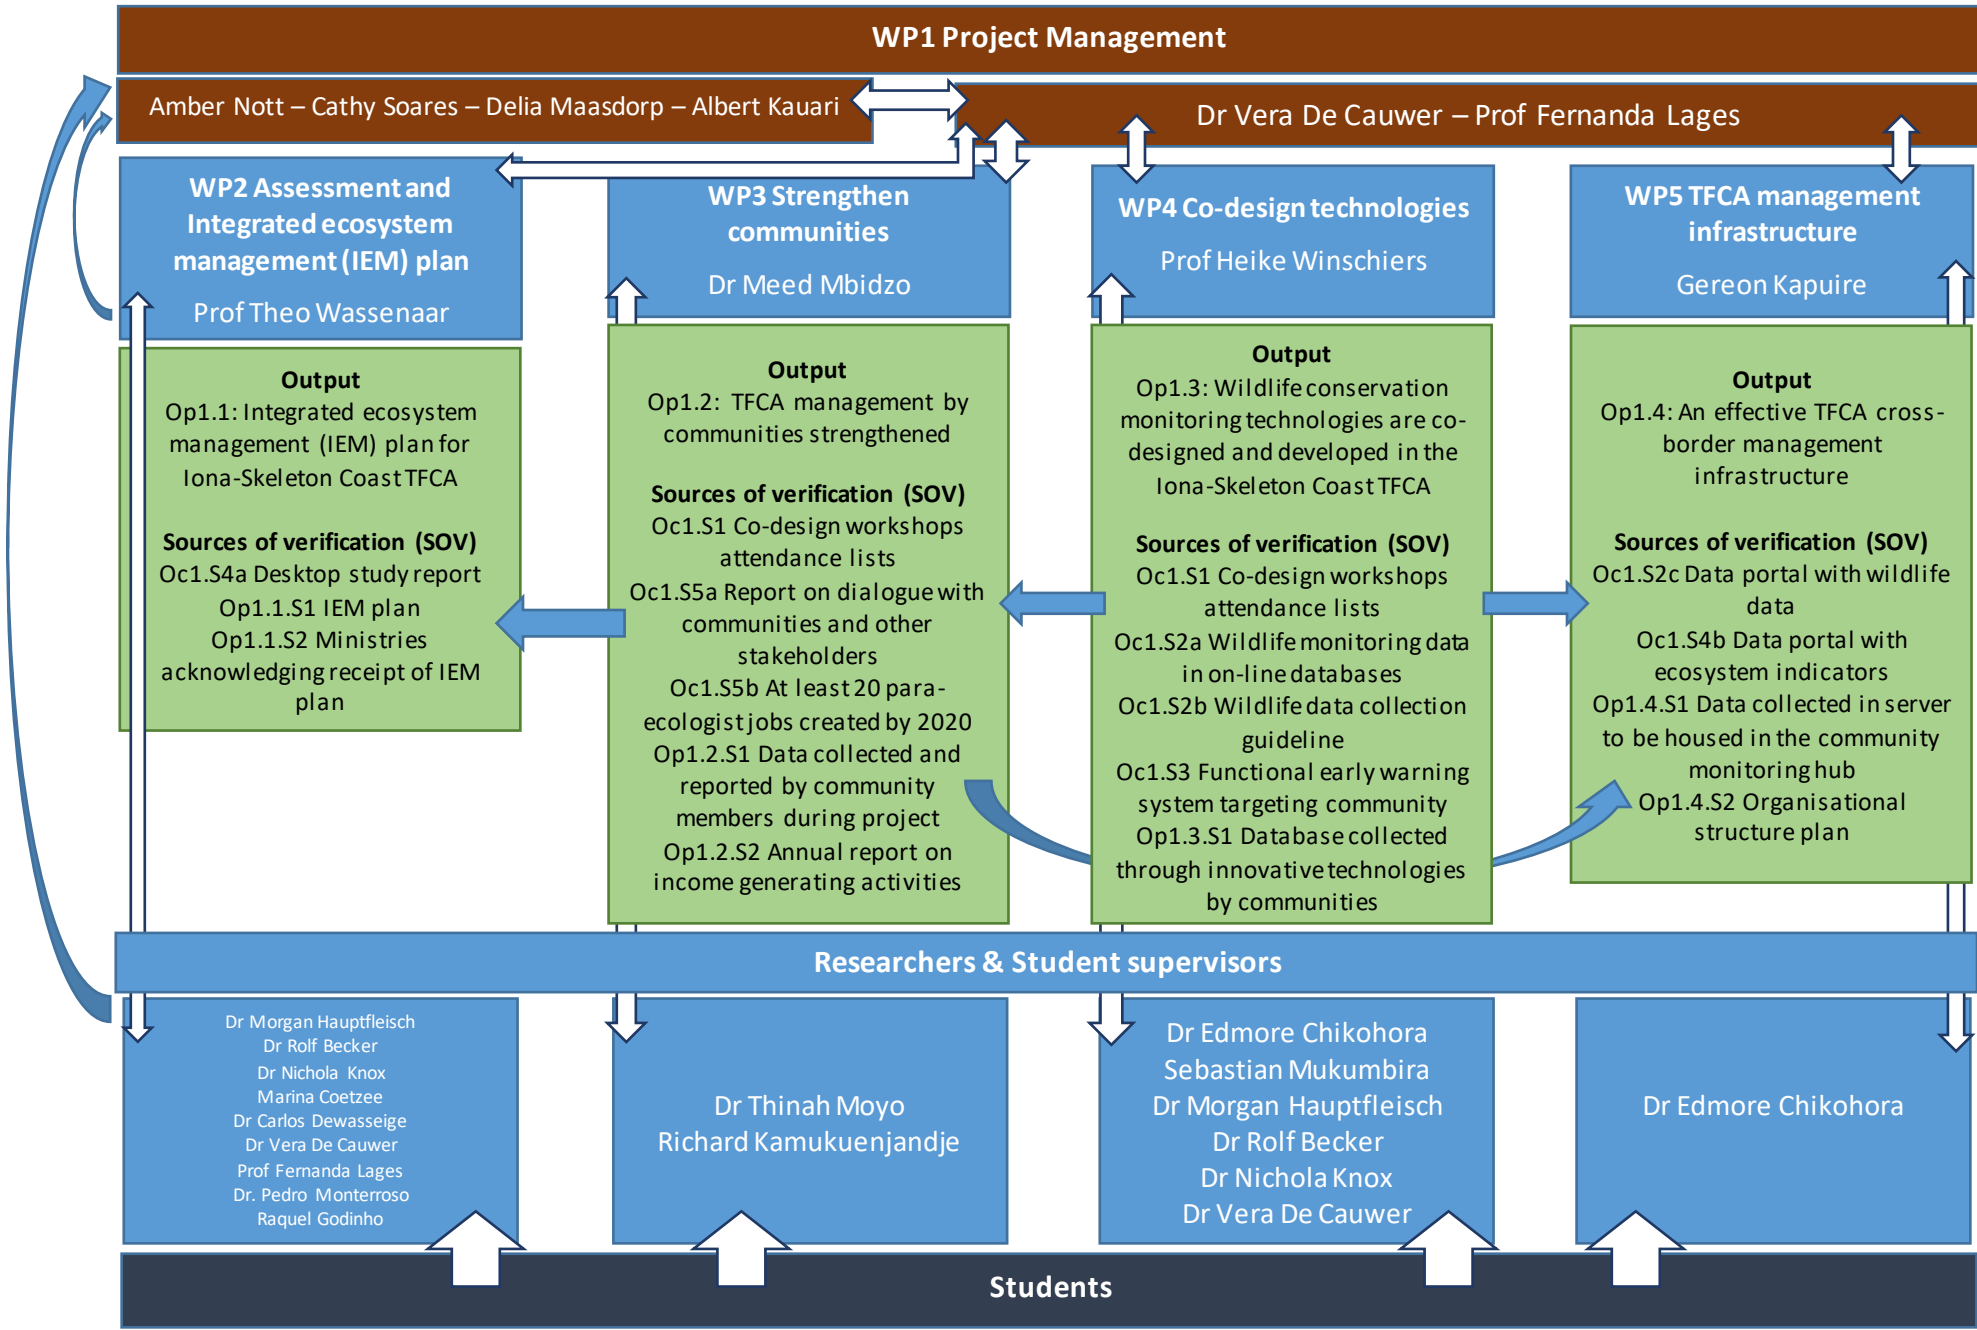 WP1 Project Management
Amber Nott – Cathy Soares – Delia Maasdorp – Albert Kauari
Dr Vera De Cauwer – Prof Fernanda Lages
WP2 Assessment and
Integrated ecosystem
management (IEM) plan
Prof Theo Wassenaar
WP3 Strengthen
communities
Dr Meed Mbidzo
WP4 Co-design technologies
Prof Heike Winschiers
WP5 TFCA management
infrastructure
Gereon Kapuire
Output
Op1.1: Integrated ecosystem
management (IEM) plan for
Iona-Skeleton Coast TFCA
Sources of verification (SOV)
Oc1.S4a Desktop study report
Op1.1.S1 IEM plan
Op1.1.S2 Ministries
acknowledging receipt of IEM
plan
Output
Op1.2: TFCA management by
communities strengthened
Sources of verification (SOV)
Oc1.S1 Co-design workshops
attendance lists
Oc1.S5a Report on dialogue with
communities and other
stakeholders
Oc1.S5b At least 20 para-
ecologist jobs created by 2020
Op1.2.S1 Data collected and
reported by community
members during project
Op1.2.S2 Annual report on
income generating activities
Output
Op1.3: Wildlife conservation
monitoring technologies are co-
designed and developed in the
Iona-Skeleton Coast TFCA
Sources of verification (SOV)
Oc1.S1 Co-design workshops
attendance lists
Oc1.S2a Wildlife monitoring data
in on-line databases
Oc1.S2b Wildlife data collection
guideline
Oc1.S3 Functional early warning
system targeting community
Op1.3.S1 Database collected
through innovative technologies
by communities
Output
Op1.4: An effective TFCA cross-
border management
infrastructure
Sources of verification (SOV)
Oc1.S2c Data portal with wildlife
data
Oc1.S4b Data portal with
ecosystem indicators
Op1.4.S1 Data collected in server
to be housed in the community
monitoring hub
Op1.4.S2 Organisational
structure plan
Researchers & Student supervisors
Dr Morgan Hauptfleisch
Dr Rolf Becker
Dr Nichola Knox
Marina Coetzee
Dr Carlos Dewasseige
Dr Vera De Cauwer
Prof Fernanda Lages
Dr. Pedro Monterroso
Raquel Godinho
Dr Thinah Moyo
Richard Kamukuenjandje
Dr Edmore Chikohora
Sebastian Mukumbira
Dr Morgan Hauptfleisch
Dr Rolf Becker
Dr Nichola Knox
Dr Vera De Cauwer
Dr Edmore Chikohora
Students